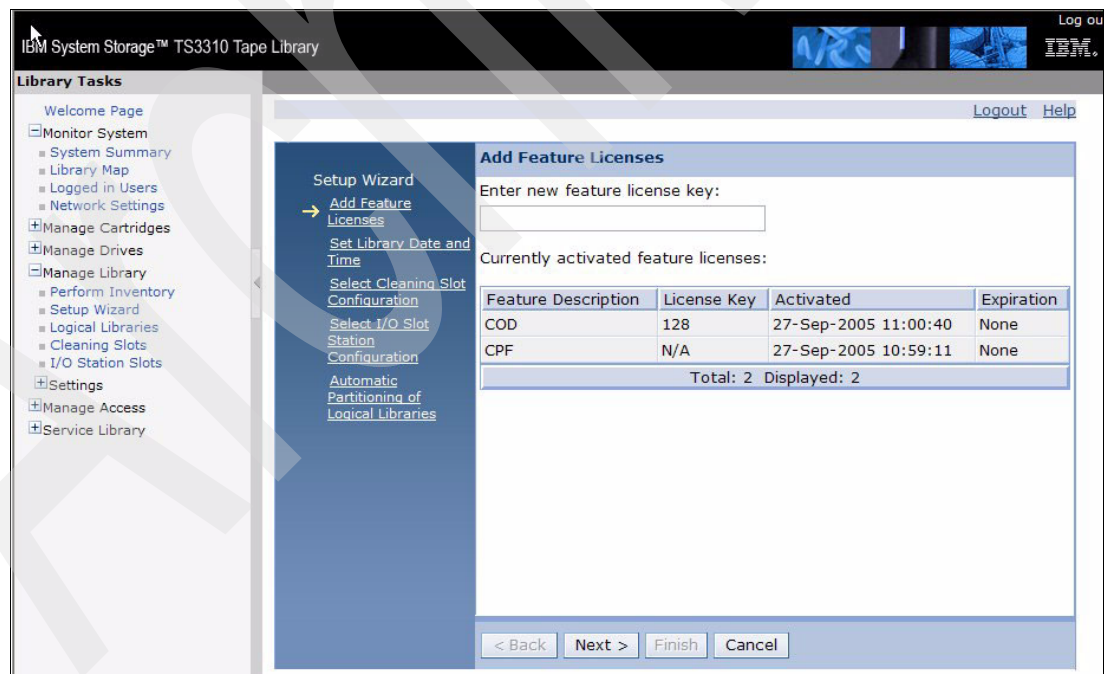 Log ou
IBM System Storage™ TS3310 Tape Library
IBM.
Library Tasks
Welcome Page
Monitor System
System Summary
Library Map
Logged in Users
Network Settings
Manage Cartridges
Manage Drives
Manage Library
Perform Inventory
Setup Wizard
Logical Libraries
Cleaning Slots
I/O Station Slots
Settings
Manage Access
Service Library
Logout Help
Setup Wizard
Add Feature
Licenses
Set Library Date and
Time
Select Cleaning Slot
Configuration
Select I/O Slot
Station
Configuration
Automatic
Partitioning of
Logical Libraries
Add Feature Licenses
Enter new feature license key:
Currently activated feature licenses:
Feature Description License Key Activated Expiration
COD 128 27-Sep-2005 11:00:40 None
CPF N/A 27-Sep-2005 10:59:11 None
Total: 2 Displayed: 2
< Back Next > Finish Cancel